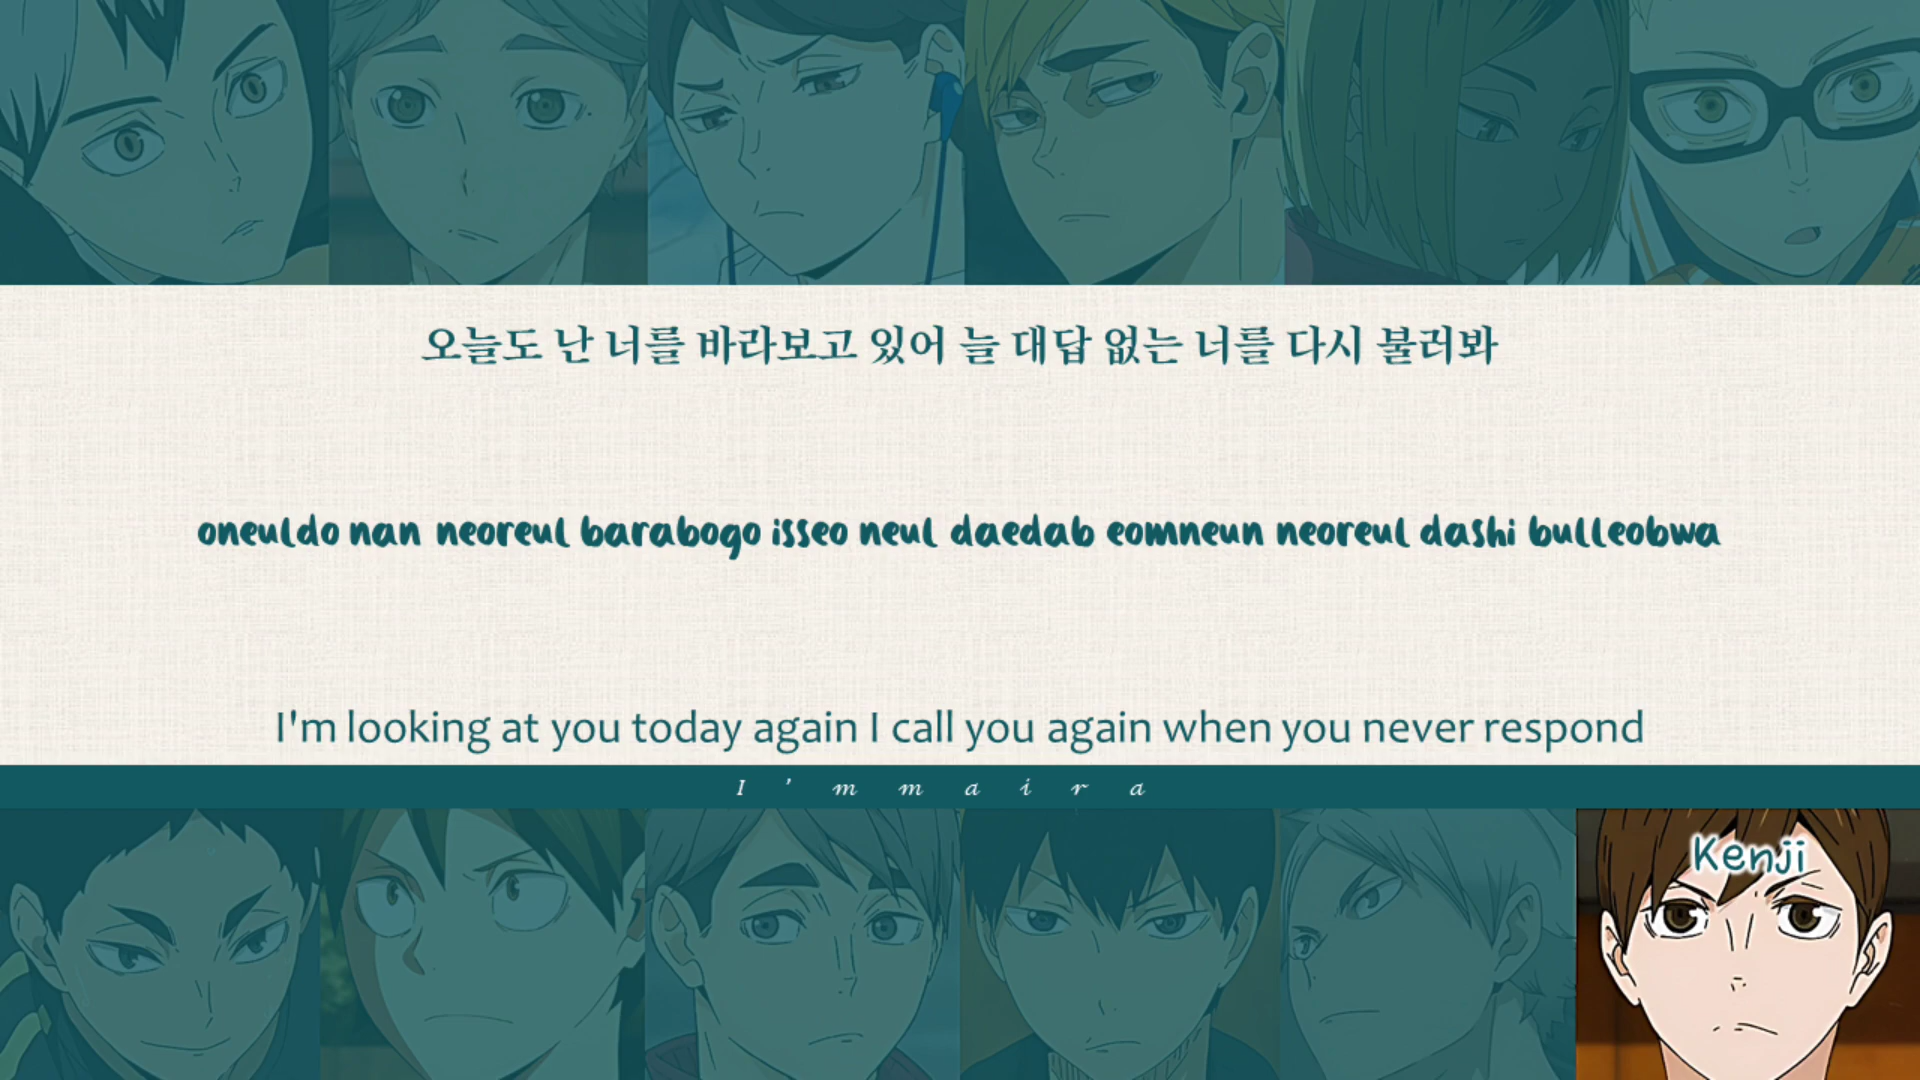 오늘도 난 너를 바라보고 있어 늘 대답 없는 너를 다시 불러봐
oneuldo nan neoreul barabogo isseo neul daedab eomneun neoreul dashi bulleobwa
I'm looking at you today again I call you again when you never respond
I'mmaira
Kenji